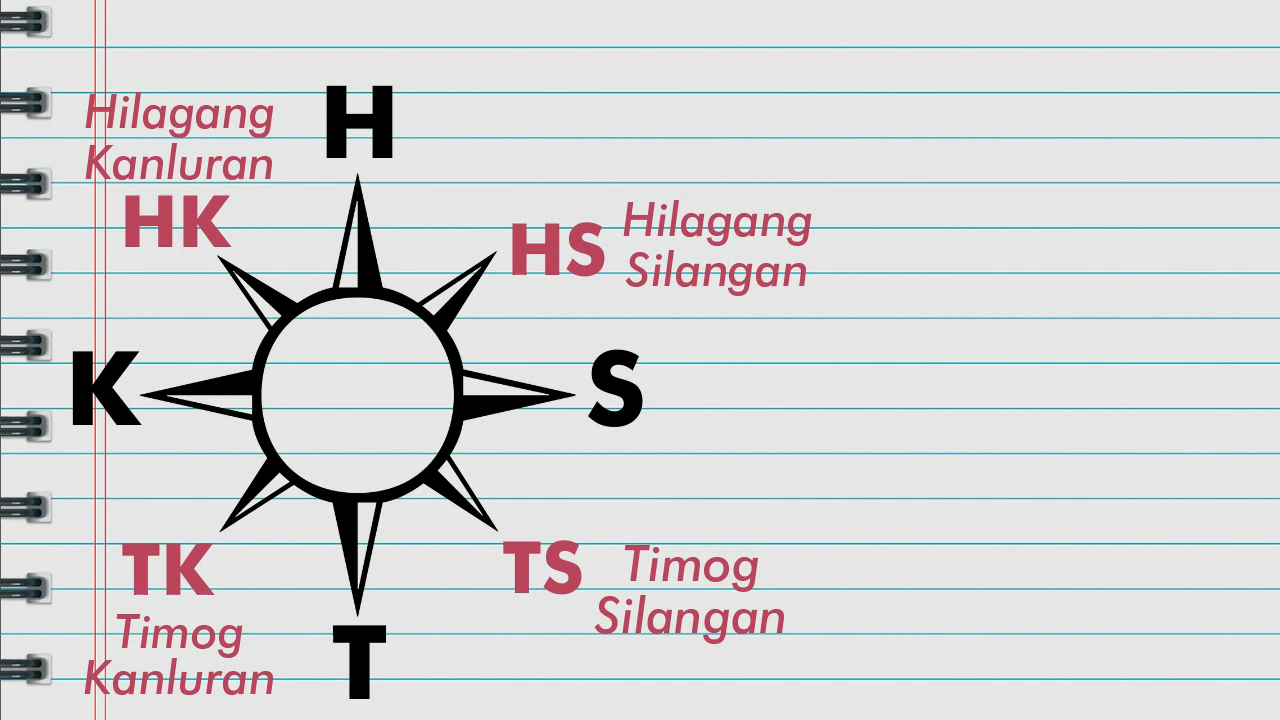 Hilagang
Kanluran
HK
H
HS
Hilagang
Silangan
K
S
TK
Timog
Kanluran
T
TS
Timog
Silangan